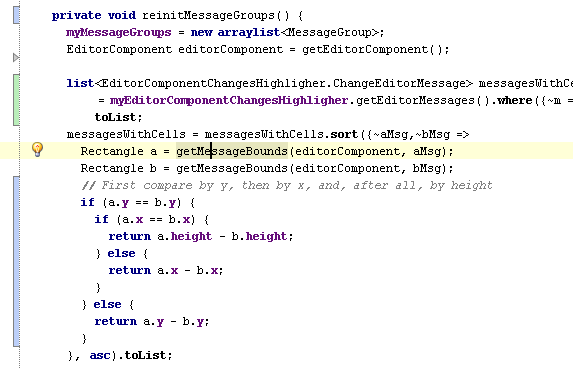 private void reinitMessageGroups() {
myMessageGroups = new arraylist<MessageGroup>;
EditorComponent editorComponent = getEditorComponent();
list<EditorComponentChangesHighligher.ChangeEditorMessage> messagesWithCe
= myEditorComponentChangesHighligher.getEditorMessages().where({~m =
toList;
messagesWithCells = messagesWithCells.sort({~aMsg,~bMsg =>
Rectangle a = getMessageBounds(editorComponent, aMsg);
Rectangle b = getMessageBounds(editorComponent, bMsg);
// First compare by y, then by x, and, after all, by height
if (a.y == b.y) {
if (a.x == b.x) {
return a.height - b.height;
} else {
return a.x - b.x;
}
} else {
return a.y - b.y;
}
}, asc).toList;